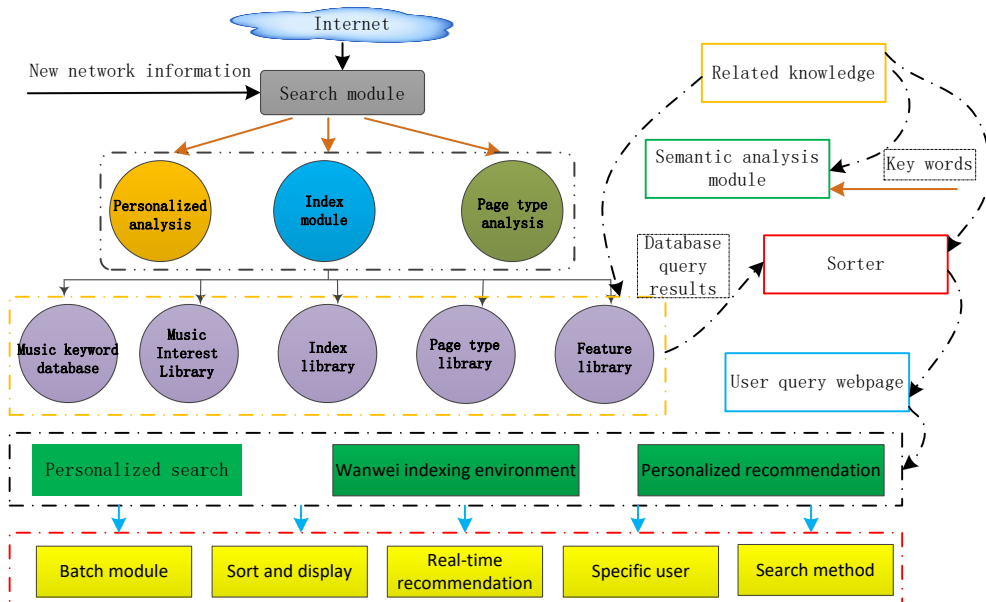 Internet
New network information
Search module
Related knowledge
Semantic analysis
module
Key words
Personalized
analysis
Index
module
Page type
analysis
Database
query
results
Sorter
Music keyword
database
Music
Interest
Library
Index
library
Page type
library
Feature
library
User query webpage
Personalized search
Wanwei indexing environment
Personalized recommendation
Batch module
Sort and display
Real-time
recommendation
Specific user
Search method